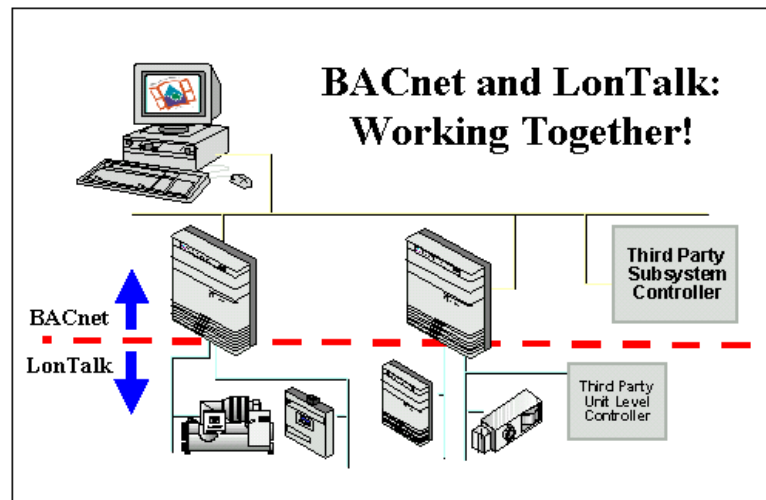 BACnet and LonTalk:
Working Together!
Third Party
Subsystem
Controller
BACnet
LonTalk
Third Party
Unit Level
Controller